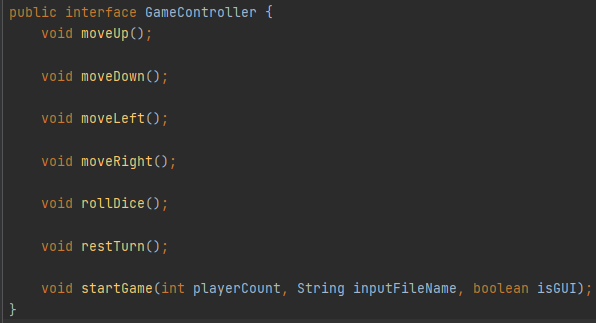 public interface GameController {
    void moveUp();
    void moveDown();
    void moveLeft();
    void moveRight();
    void rollDice();
    void restTurn();
    void startGame(int playerCount, String inputFileName, boolean isGUI);
}